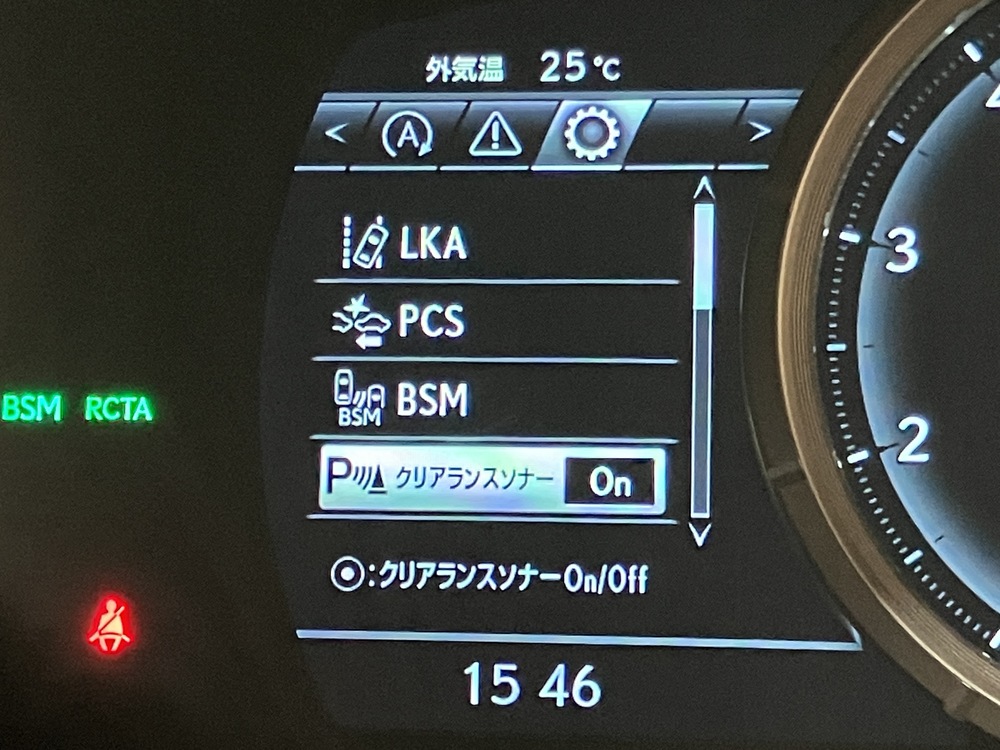 外気温 25℃
< A ! >
LKA
PCS
BSM BSM
BSM RCTA
P クリアランスソナー On
◉:クリアランスソナーOn/Off
15 46
3
2